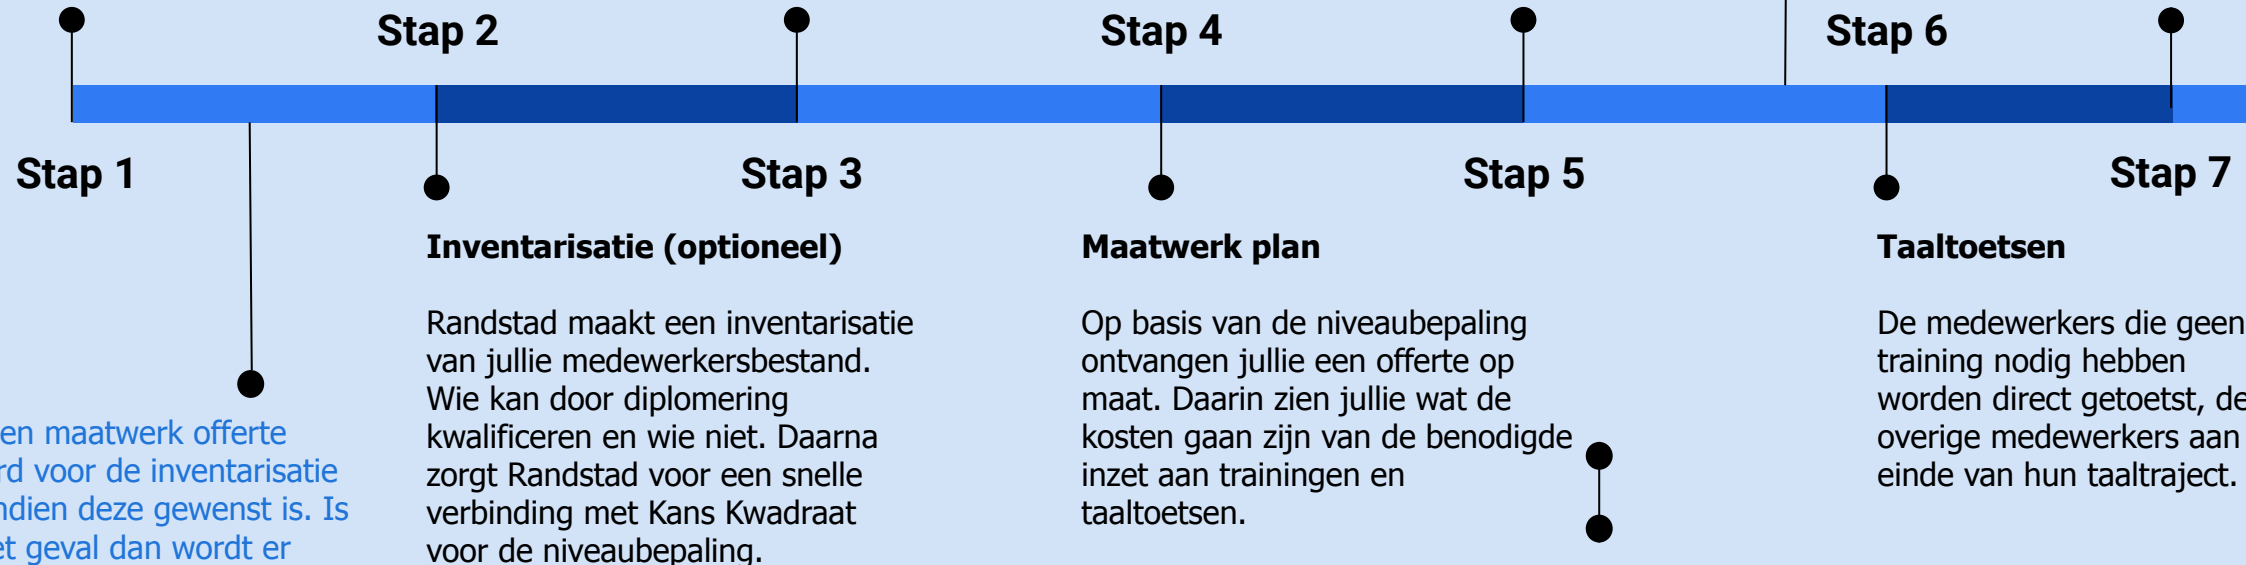 Stap 2
Stap 4
Stap 6
Stap 1
Stap 3
Stap 5
Stap 7
en maatwerk offerte
voor de inventarisatie
deze gewenst is. Is
geval dan wordt er
Inventarisatie (optioneel)
Randstad maakt een inventarisatie
van jullie medewerkersbestand.
Wie kan door diplomering
kwalificeren en wie niet. Daarna
zorgt Randstad voor een snelle
verbinding met Kans Kwadraat
voor de niveaubepaling.
Maatwerk plan
Op basis van de niveaubepaling
ontvangen jullie een offerte op
maat. Daarin zien jullie wat de
kosten gaan zijn van de benodigde
inzet aan trainingen en
taaltoetsen.
Taaltoetsen
De medewerkers die geen
training nodig hebben
worden direct getoetst, de
overige medewerkers aan
einde van hun taaltraject.